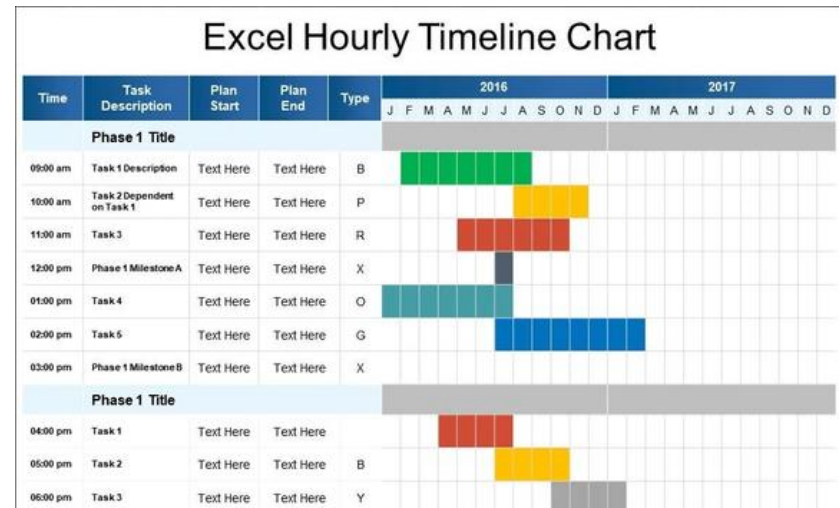 Excel Hourly Timeline Chart
Time Task Description Plan Start Plan End Type 2016 2017
J F M A M J J A S O N D J F M A M J J A S O N D
Phase 1 Title
09:00 am Task 1 Description Text Here Text Here B
10:00 am Task 2 Dependent on Task 1 Text Here Text Here P
11:00 am Task 3 Text Here Text Here R
12:00 pm Phase 1 Milestone A Text Here Text Here X
01:00 pm Task 4 Text Here Text Here O
02:00 pm Task 5 Text Here Text Here G
03:00 pm Phase 1 Milestone B Text Here Text Here X
Phase 1 Title
04:00 pm Task 1 Text Here Text Here
05:00 pm Task 2 Text Here Text Here B
06:00 pm Task 3 Text Here Text Here Y